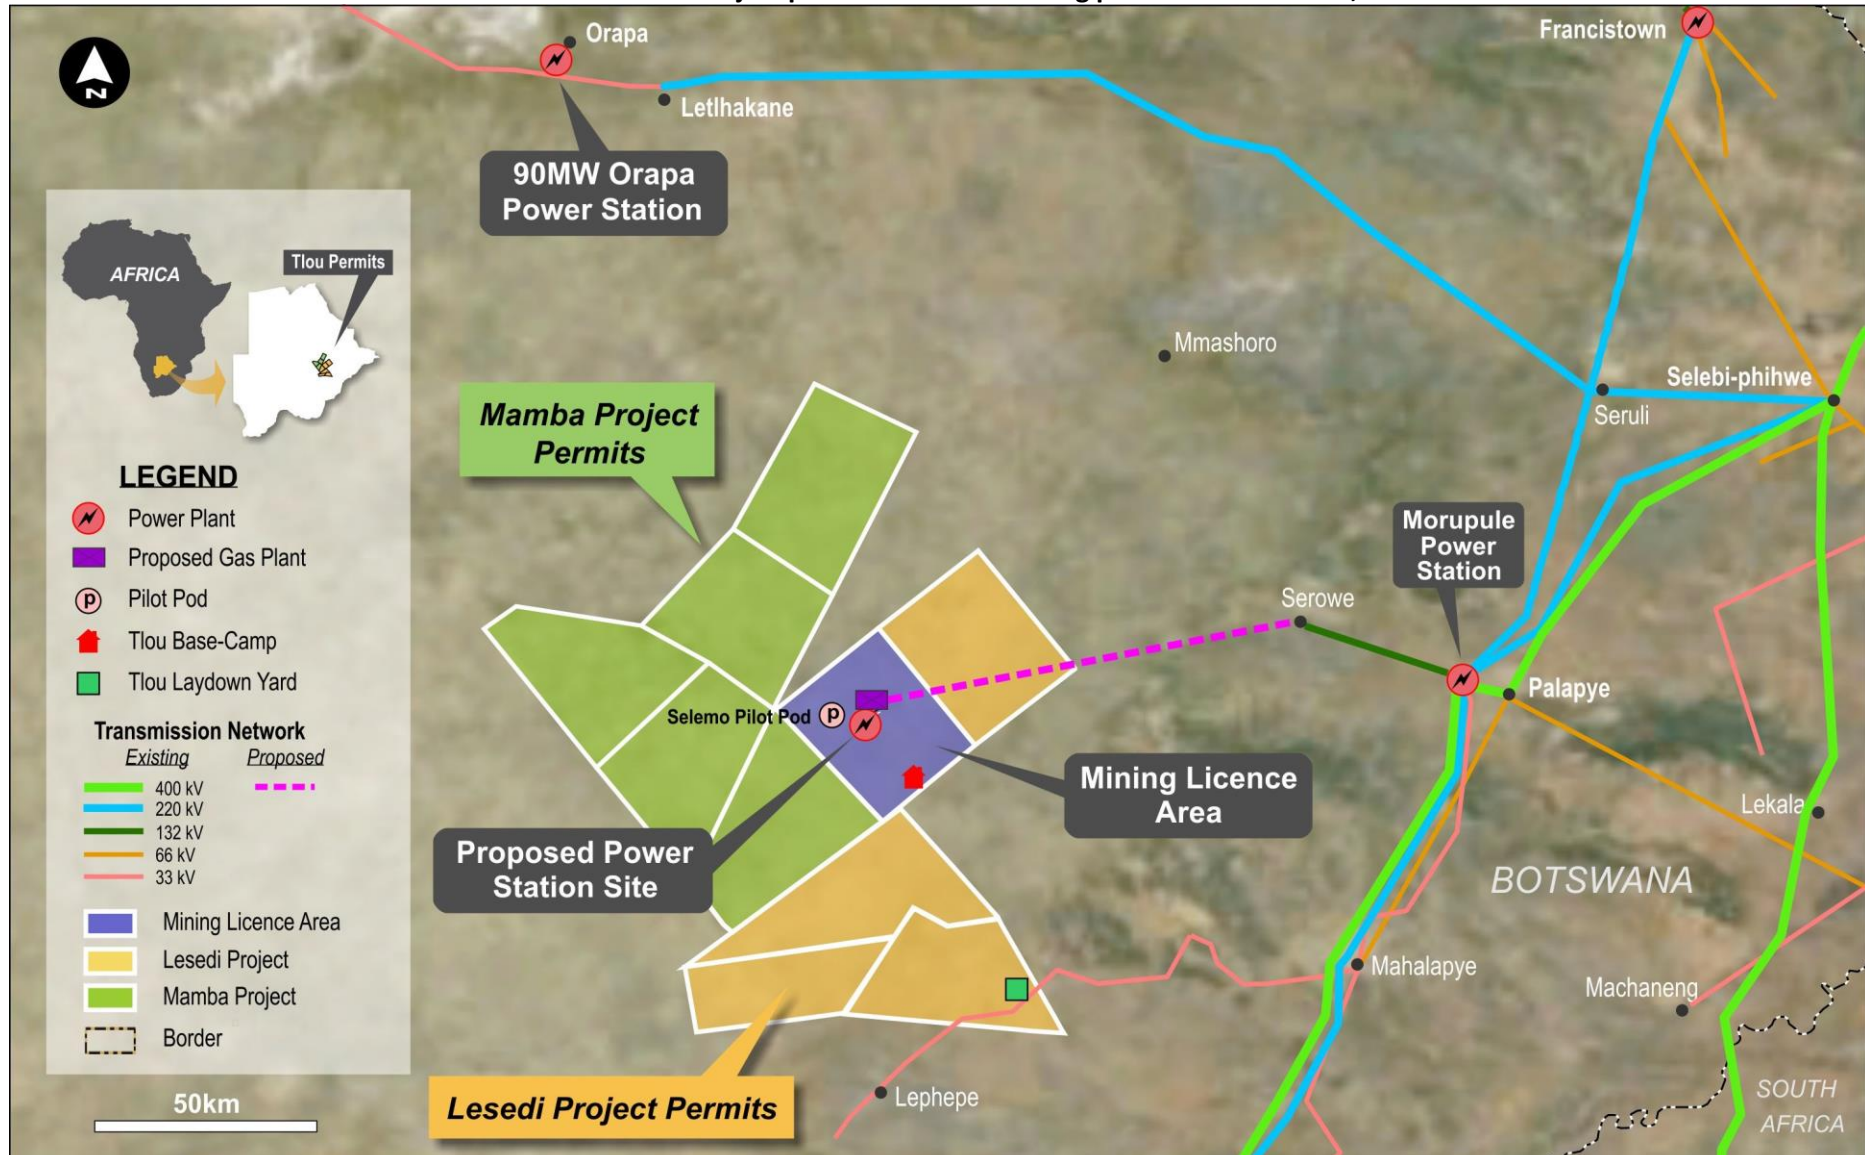 Orapa
Letlhakane
90MW Orapa
Power Station
Francistown
Mmashoro
Selebi-phihwe
Seruli
N
AFRICA
Tlou Permits
LEGEND
Power Plant
Proposed Gas Plant
p
Pilot Pod
Tlou Base-Camp
Tlou Laydown Yard
Transmission Network
Existing
Proposed
400 kV
220 kV
132 kV
66 kV
33 kV
Mining Licence Area
Lesedi Project
Mamba Project
Border
50km
Mamba Project
Permits
Morupule
Power
Station
Serowe
Palapye
Selemo Pilot Pod
p
Mining Licence
Area
Lekala
Proposed Power
Station Site
BOTSWANA
Mahalapye
Machaneng
Lesedi Project Permits
Lephepe
SOUTH
AFRICA